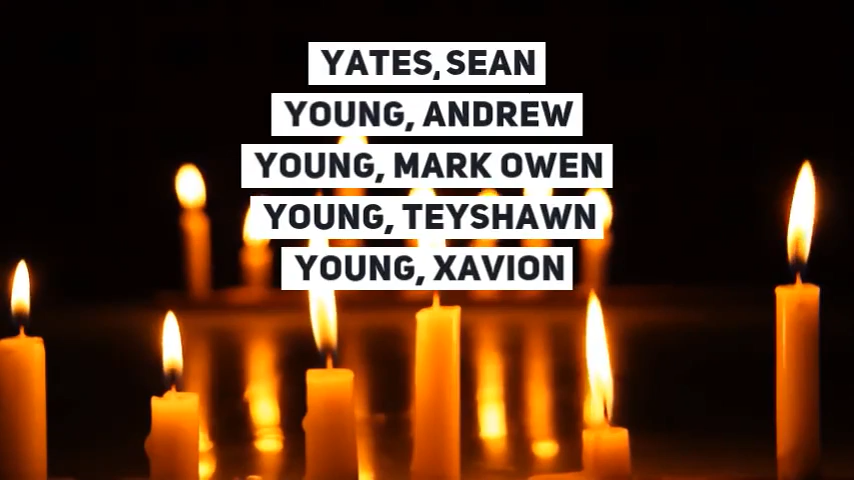 YATES, SEAN
YOUNG, ANDREW
YOUNG, MARK OWEN
YOUNG, TEYSHAWN
YOUNG, XAVION